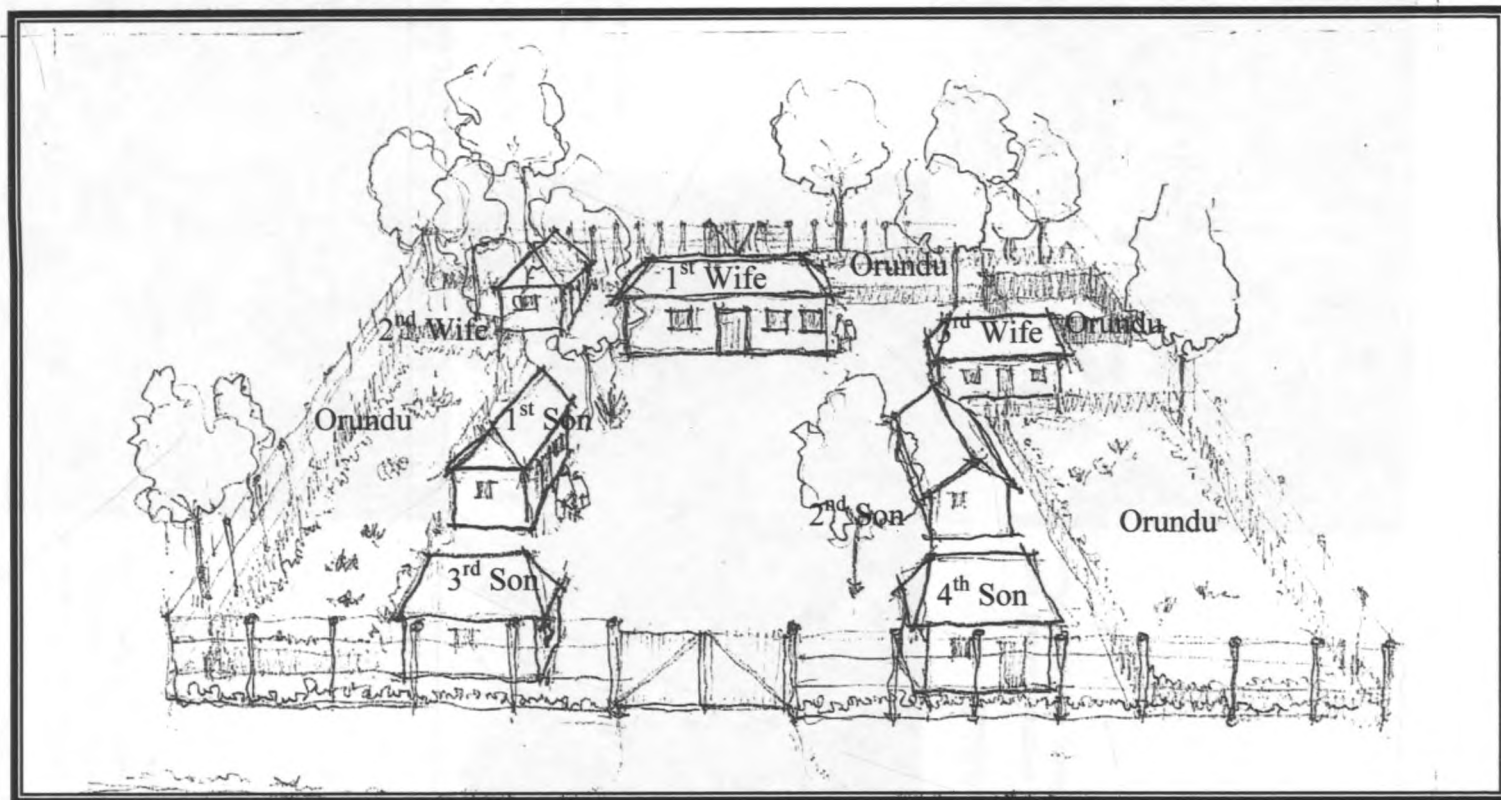 1st Wife
Orundu
2nd Wife
3rd Wife
Orundu
Orundu
1st Son
2nd Son
Orundu
3rd Son
4th Son